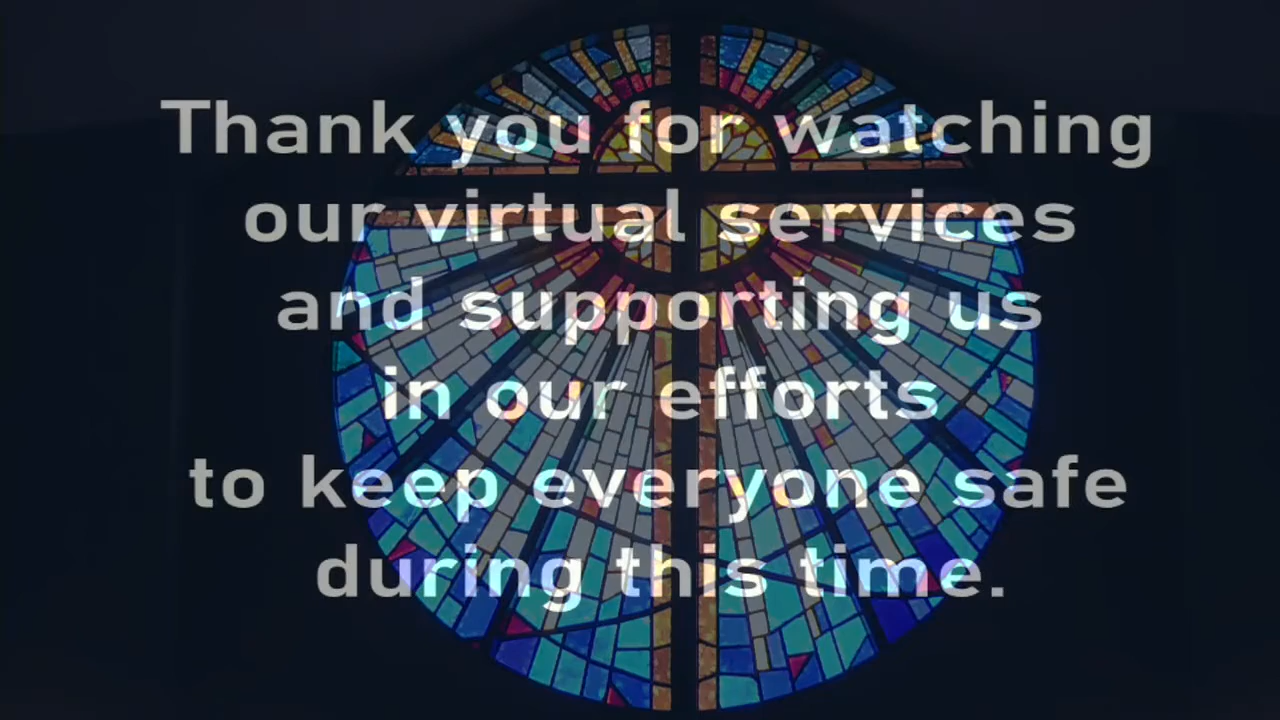 Thank you for watching
our virtual services
and supporting us
in our efforts
to keep everyone safe
during this time.